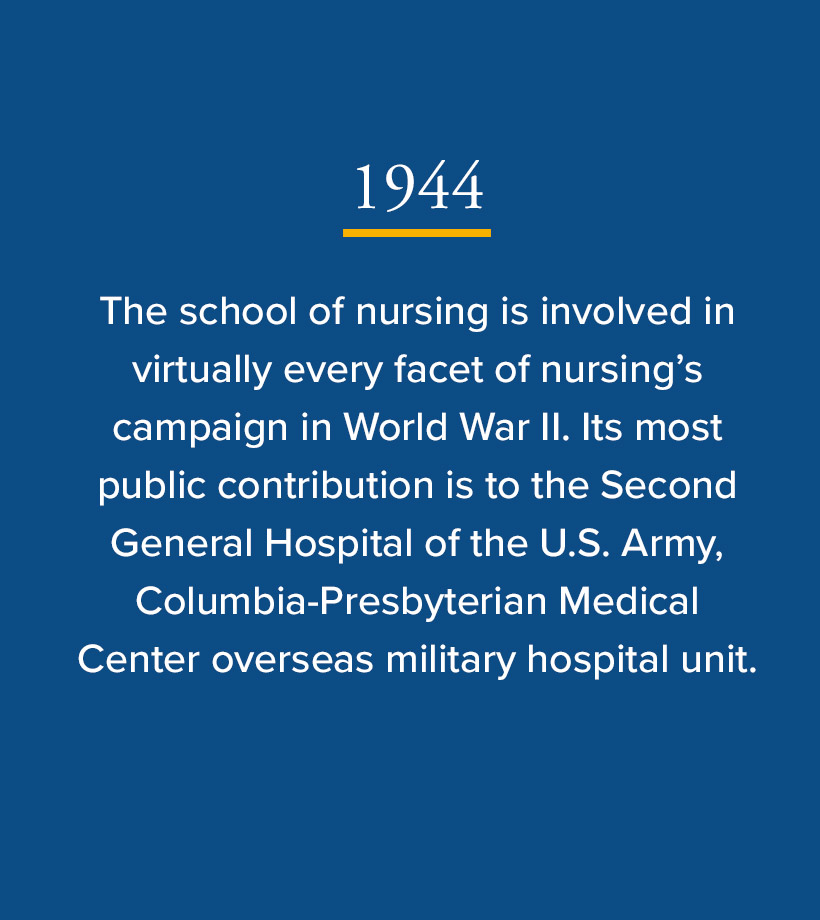 1944
The school of nursing is involved in
virtually every facet of nursing’s
campaign in World War II. Its most
public contribution is to the Second
General Hospital of the U.S. Army,
Columbia-Presbyterian Medical
Center overseas military hospital unit.